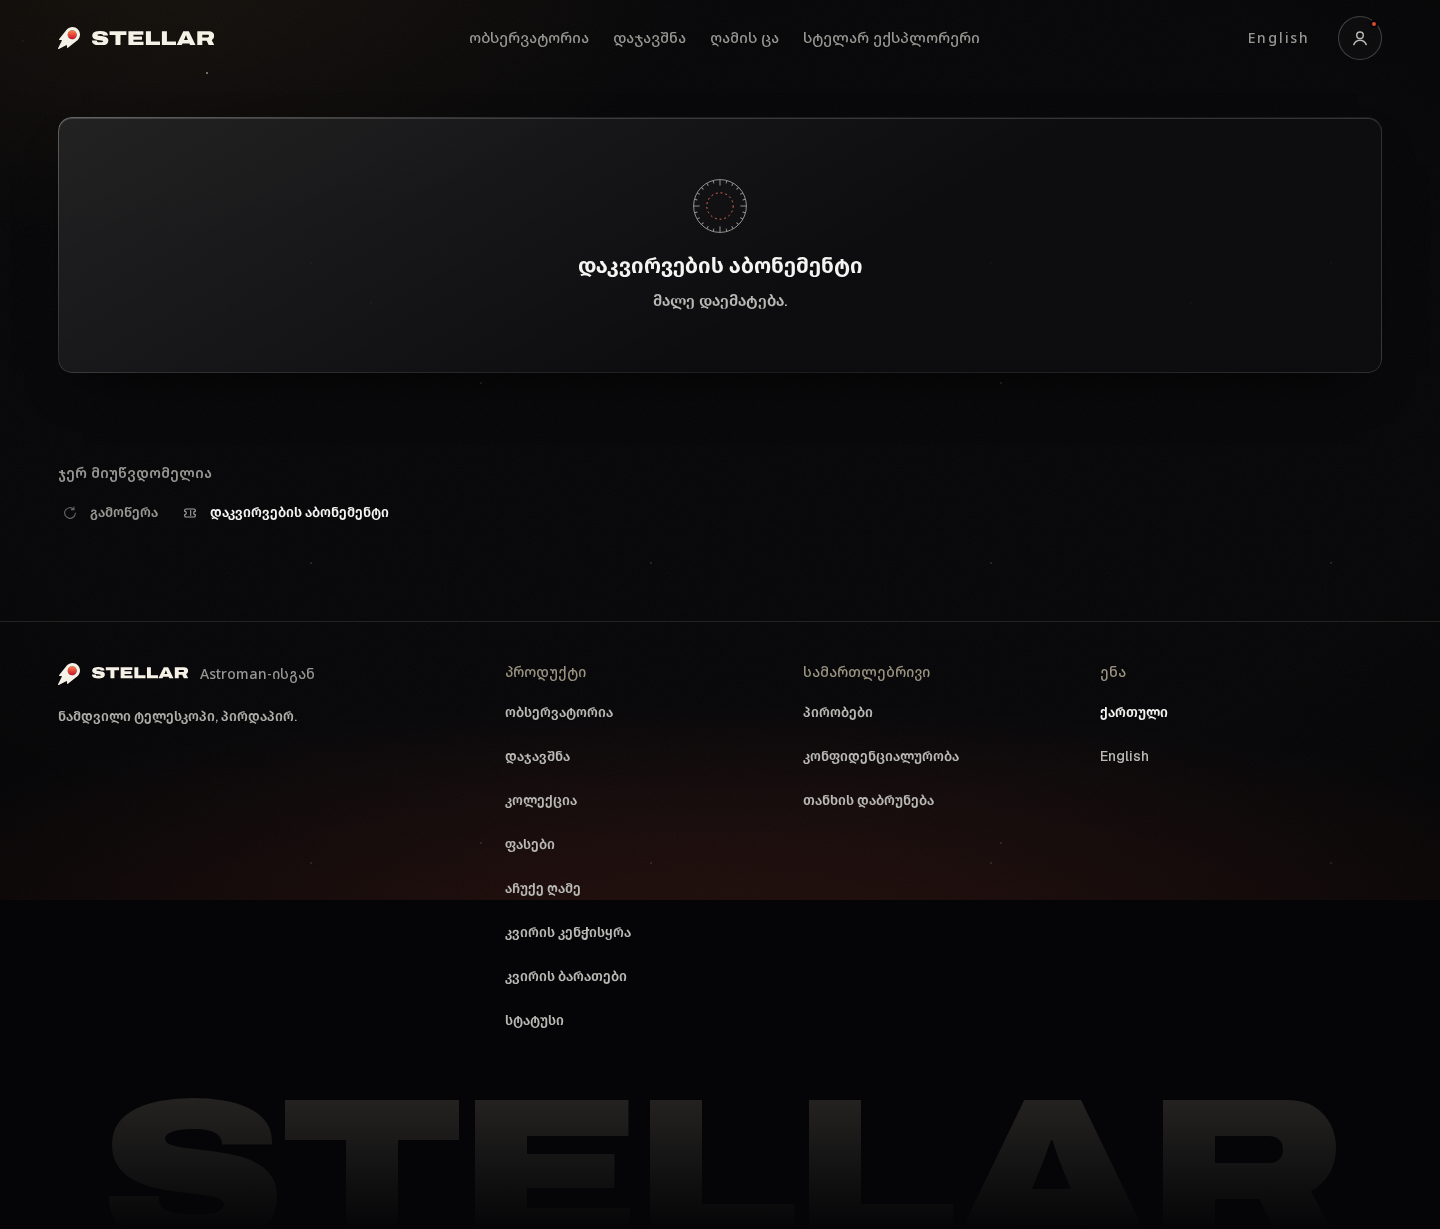 STELLAR
ობსერვატორია დაჯავშნა ღამის ცა სტელარ ექსპლორერი
English
დაკვირვების აბონემენტი
მალე დაემატება.
ჯერ მიუწვდომელია
გამოწერა დაკვირვების აბონემენტი
STELLAR Astroman-ისგან
ნამდვილი ტელესკოპი, პირდაპირ.
პროდუქტი
ობსერვატორია
დაჯავშნა
კოლექცია
ფასები
აჩუქე ღამე
კვირის კენჭისყრა
კვირის ბარათები
სტატუსი
სამართლებრივი
პირობები
კონფიდენციალურობა
თანხის დაბრუნება
ენა
ქართული
English
STELLAR